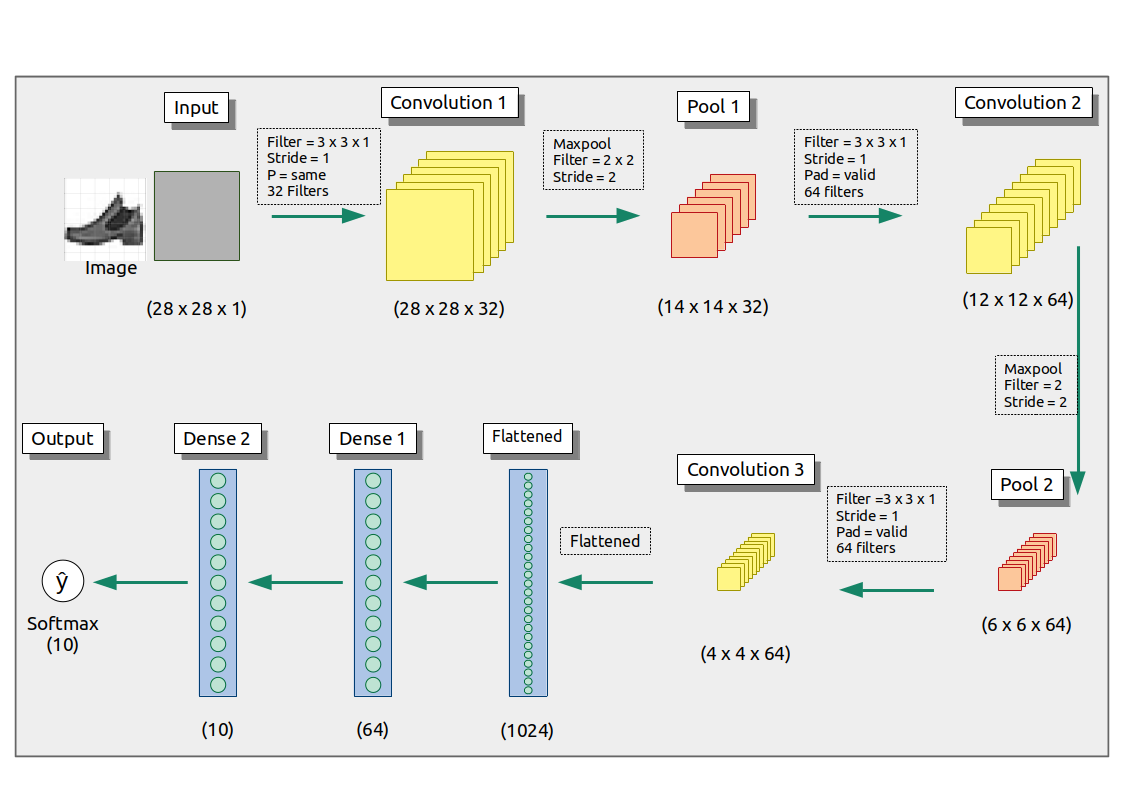 Input
Convolution 1
Pool 1
Convolution 2
Filter = 3 x 3 x 1
Stride = 1
P = same
32 Filters
Maxpool
Filter = 2 x 2
Stride = 2
Filter = 3 x 3 x 1
Stride = 1
Pad = valid
64 filters
Image
(28 x 28 x 1)
(28 x 28 x 32)
(14 x 14 x 32)
(12 x 12 x 64)
Maxpool
Filter = 2
Stride = 2
Output
Dense 2
Dense 1
Flattened
Convolution 3
Pool 2
Filter =3 x 3 x 1
Stride = 1
Pad = valid
64 filters
Flattened
ŷ
Softmax
(10)
(6 x 6 x 64)
(4 x 4 x 64)
(10)
(64)
(1024)